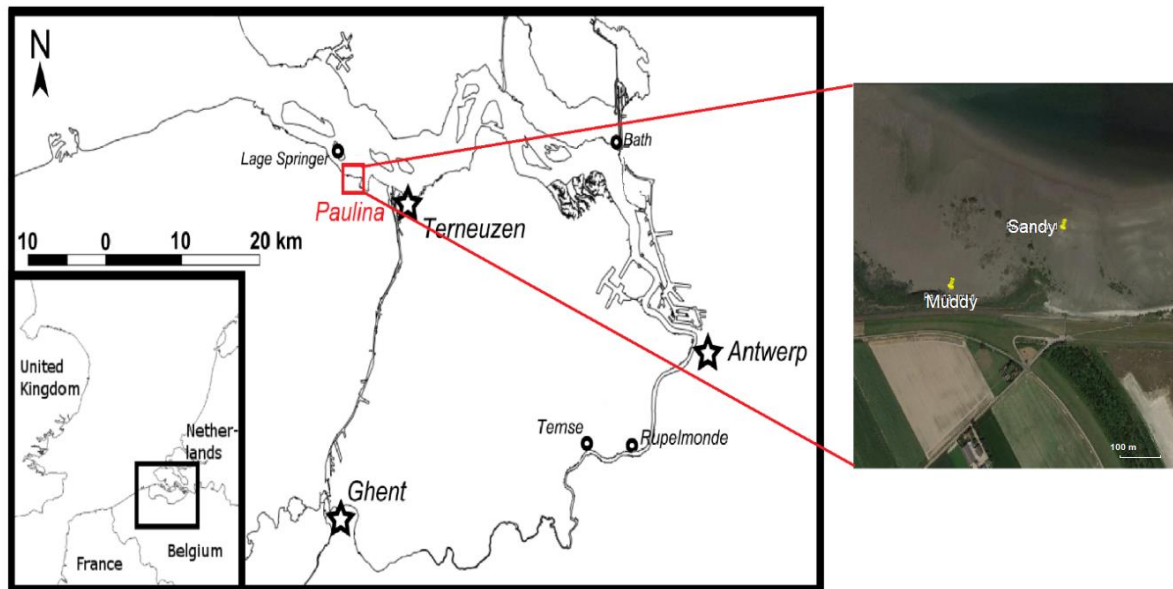 N
Lage Springer
Bath
Paulina
Terneuzen
10
0
10
20 km
Antwerp
Temse
Rupelmonde
Ghent
United
Kingdom
Nether-
lands
France
Belgium
Sandy
Muddy
100 m